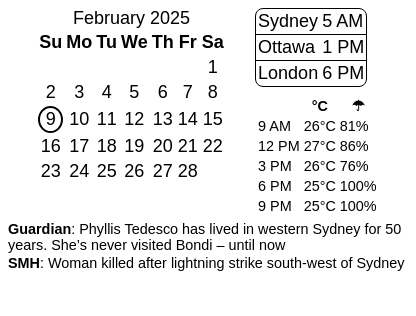 February 2025
Su Mo Tu We Th Fr Sa
1
2 3 4 5 6 7 8
9 10 11 12 13 14 15
16 17 18 19 20 21 22
23 24 25 26 27 28
Sydney 5 AM
Ottawa 1 PM
London 6 PM
°C ☂
9 AM 26°C 81%
12 PM 27°C 86%
3 PM 26°C 76%
6 PM 25°C 100%
9 PM 25°C 100%
Guardian: Phyllis Tedesco has lived in western Sydney for 50
years. She’s never visited Bondi – until now
SMH: Woman killed after lightning strike south-west of Sydney